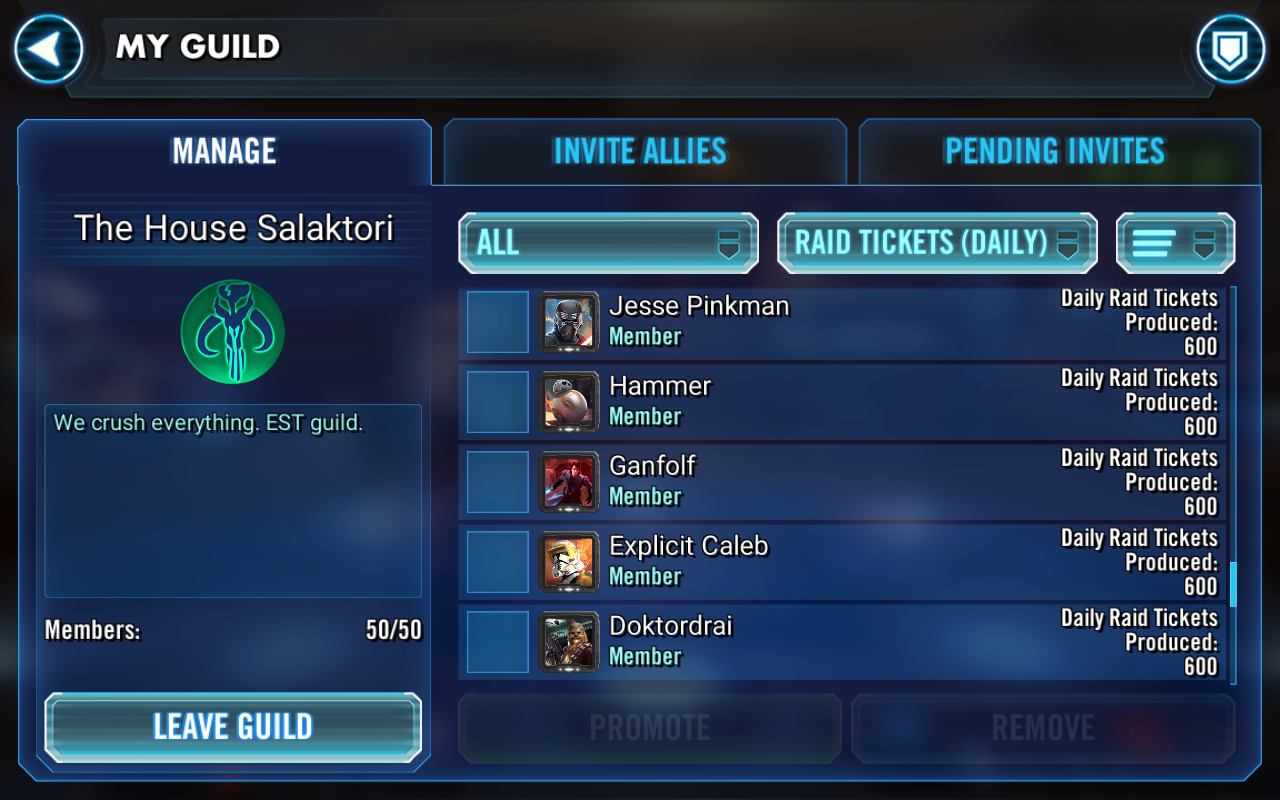 MY GUILD
MANAGE
INVITE ALLIES
PENDING INVITES
The House Salaktori
We crush everything. EST guild.
Members:
50/50
LEAVE GUILD
ALL
RAID TICKETS (DAILY)
Jesse Pinkman
Member
Daily Raid Tickets
Produced:
600
Hammer
Member
Daily Raid Tickets
Produced:
600
Ganfolf
Member
Daily Raid Tickets
Produced:
600
Explicit Caleb
Member
Daily Raid Tickets
Produced:
600
Doktordrai
Member
Daily Raid Tickets
Produced:
600
PROMOTE
REMOVE